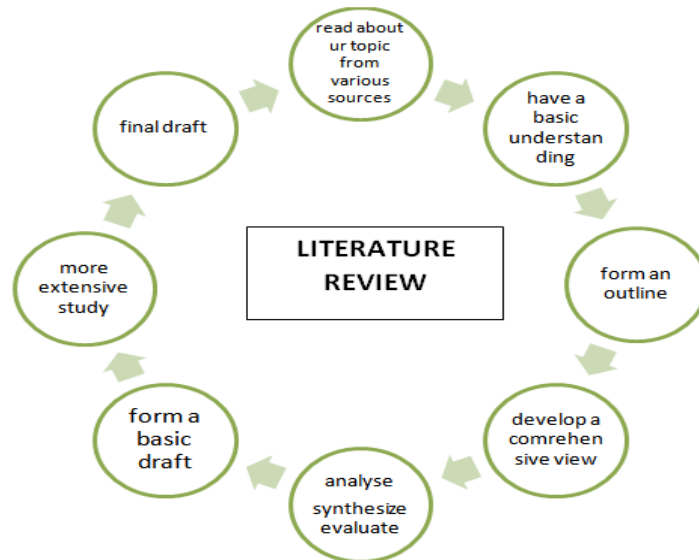 read about
ur topic
from
various
sources
have a
basic
understan
ding
form an
outline
develop a
comrehen
sive view
analyse
synthesize
evaluate
form a
basic
draft
more
extensive
study
final draft
LITERATURE
REVIEW